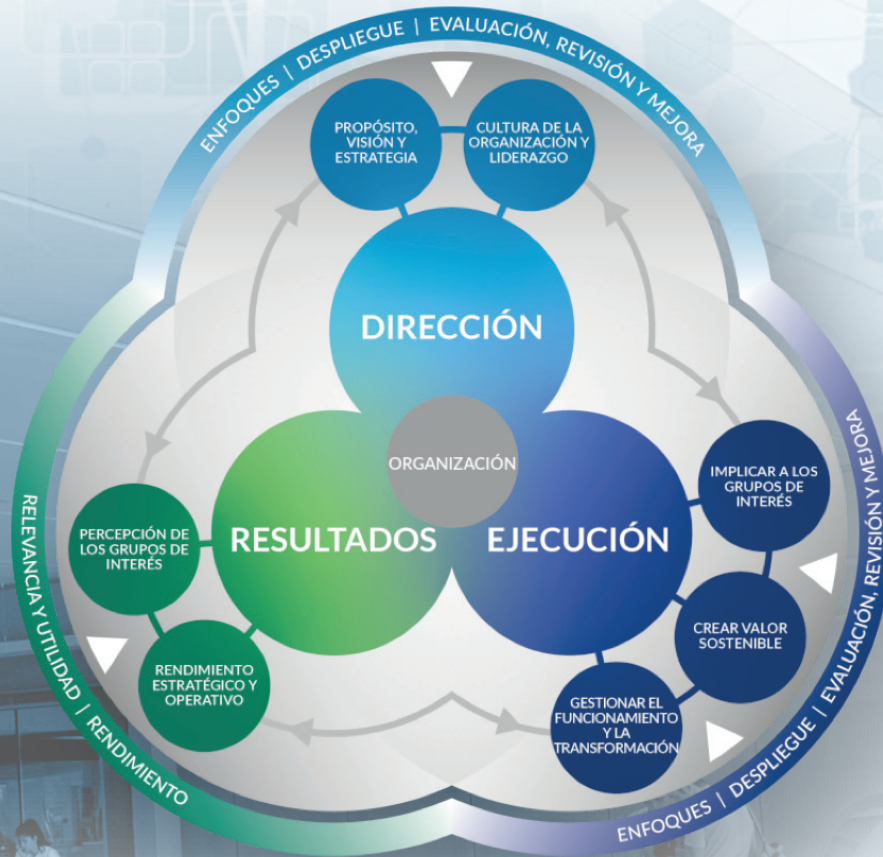 ENFOQUES | DESPLIEGUE | EVALUACIÓN, REVISIÓN Y MEJORA
PROPÓSITO,
VISIÓN Y
ESTRATEGIA
CULTURA DE LA
ORGANIZACIÓN Y
LIDERAZGO
DIRECCIÓN
ORGANIZACIÓN
RESULTADOS
EJECUCIÓN
IMPLICAR A LOS
GRUPOS DE
INTERÉS
CREAR VALOR
SOSTENIBLE
GESTIONAR EL
FUNCIONAMIENTO
Y LA
TRANSFORMACIÓN
ENFOQUES | DESPLIEGUE | EVALUACIÓN, REVISIÓN Y MEJORA
PERCEPCIÓN DE
LOS GRUPOS DE
INTERÉS
RENDIMIENTO
ESTRATÉGICO Y
OPERATIVO
RELEVANCIA Y UTILIDAD | RENDIMIENTO